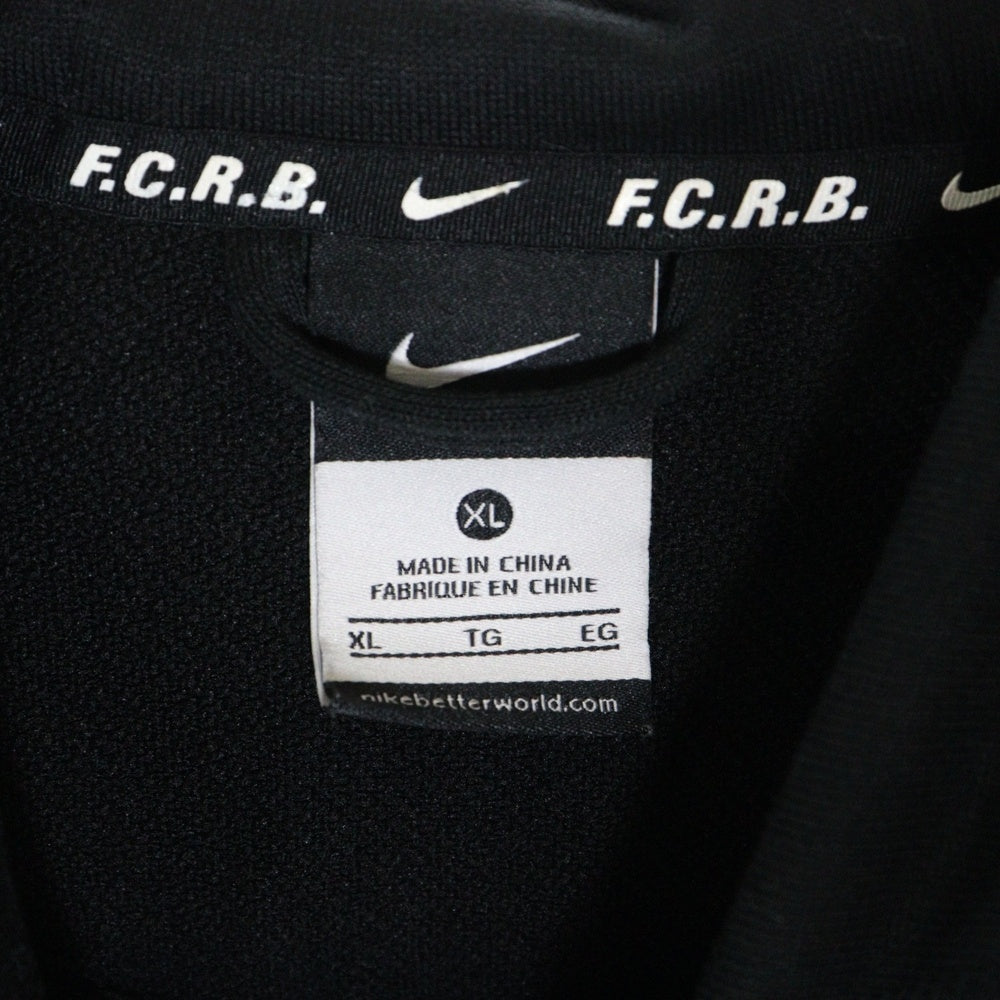 F.C.R.B. F.C.R.B.
XL
MADE IN CHINA
FABRIQUE EN CHINE
XL TG EG
nikebetterworld.com